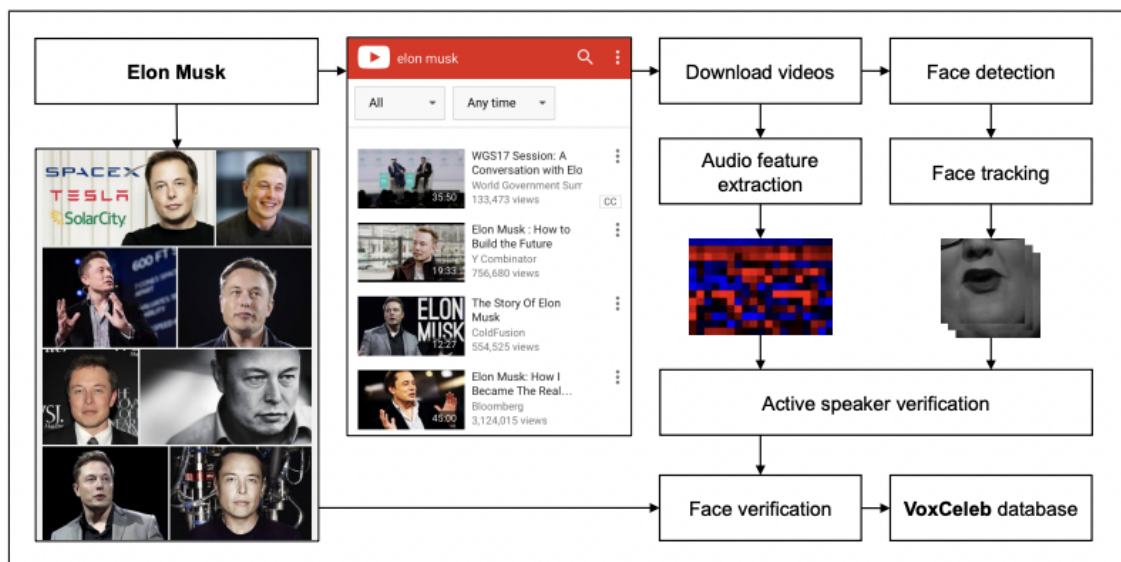 Elon Musk
elon musk
Download videos
Face detection
All
Any time
SPACEX
TESLA
SolarCity
WGS17 Session: A
Conversation with Elo
World Government Sum
133,473 views
35:50
CC
Audio feature
extraction
Face tracking
Elon Musk : How to
Build the Future
Y Combinator
756,680 views
19:33
600 FT
The Story Of Elon
Musk
ColdFusion
554,525 views
ELON
MUSK
12:27
WSJ.
Elon Musk: How I
Became The Real...
Bloomberg
3,124,015 views
45:00
Active speaker verification
Face verification
VoxCeleb database